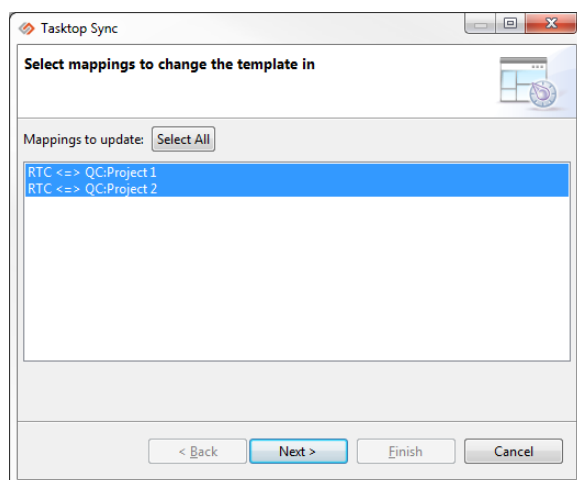 Tasktop Sync
Select mappings to change the template in
Mappings to update: Select All
RTC <=> QC:Project 1
RTC <=> QC:Project 2
< Back Next > Finish Cancel